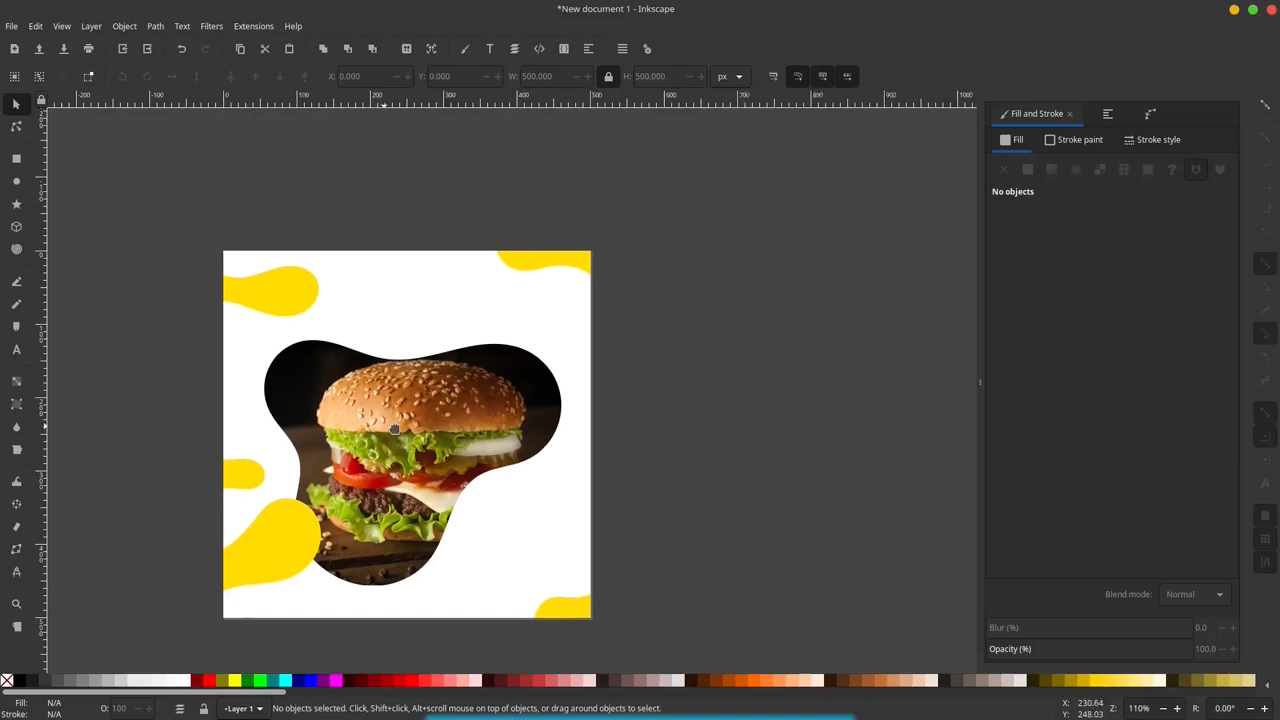 *New document 1 - Inkscape
File Edit View Layer Object Path Text Filters Extensions Help
X: 0.000 Y: 0.000 W: 500.000 H: 500.000 px
-200 -100 0 100 200 300 400 500 600 700 800 900 1000
Fill and Stroke
Fill Stroke paint Stroke style
No objects
Blend mode: Normal
Blur (%) 0.0
Opacity (%) 100.0
Fill: N/A
Stroke: N/A
O: 100
Layer 1
No objects selected. Click, Shift+click, Alt+scroll mouse on top of objects, or drag around objects to select.
X: 230.64
Y: 248.03
Z: 110%
R: 0.00°